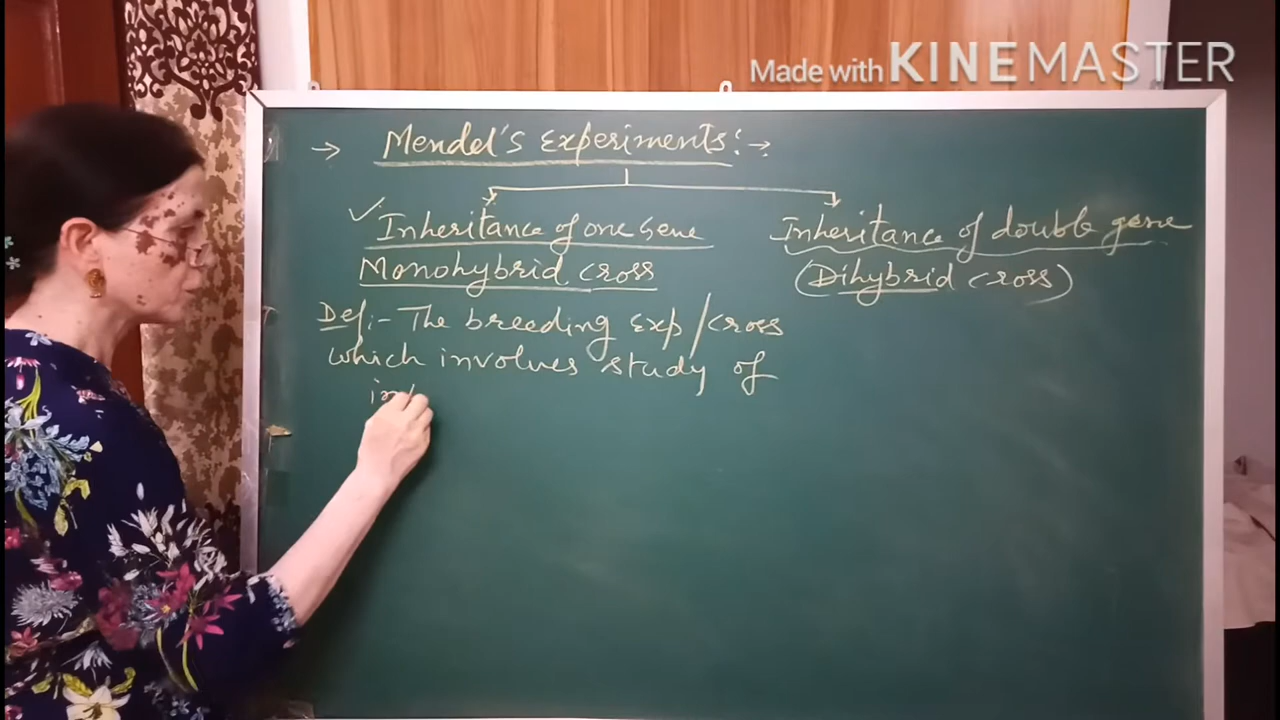 Made with KINEMASTER
→ Mendel's Experiments:→
✓ Inheritance of one Gene
Monohybrid cross
Inheritance of double gene
(Dihybrid cross)
Def:- The breeding Exp/cross
which involves study of